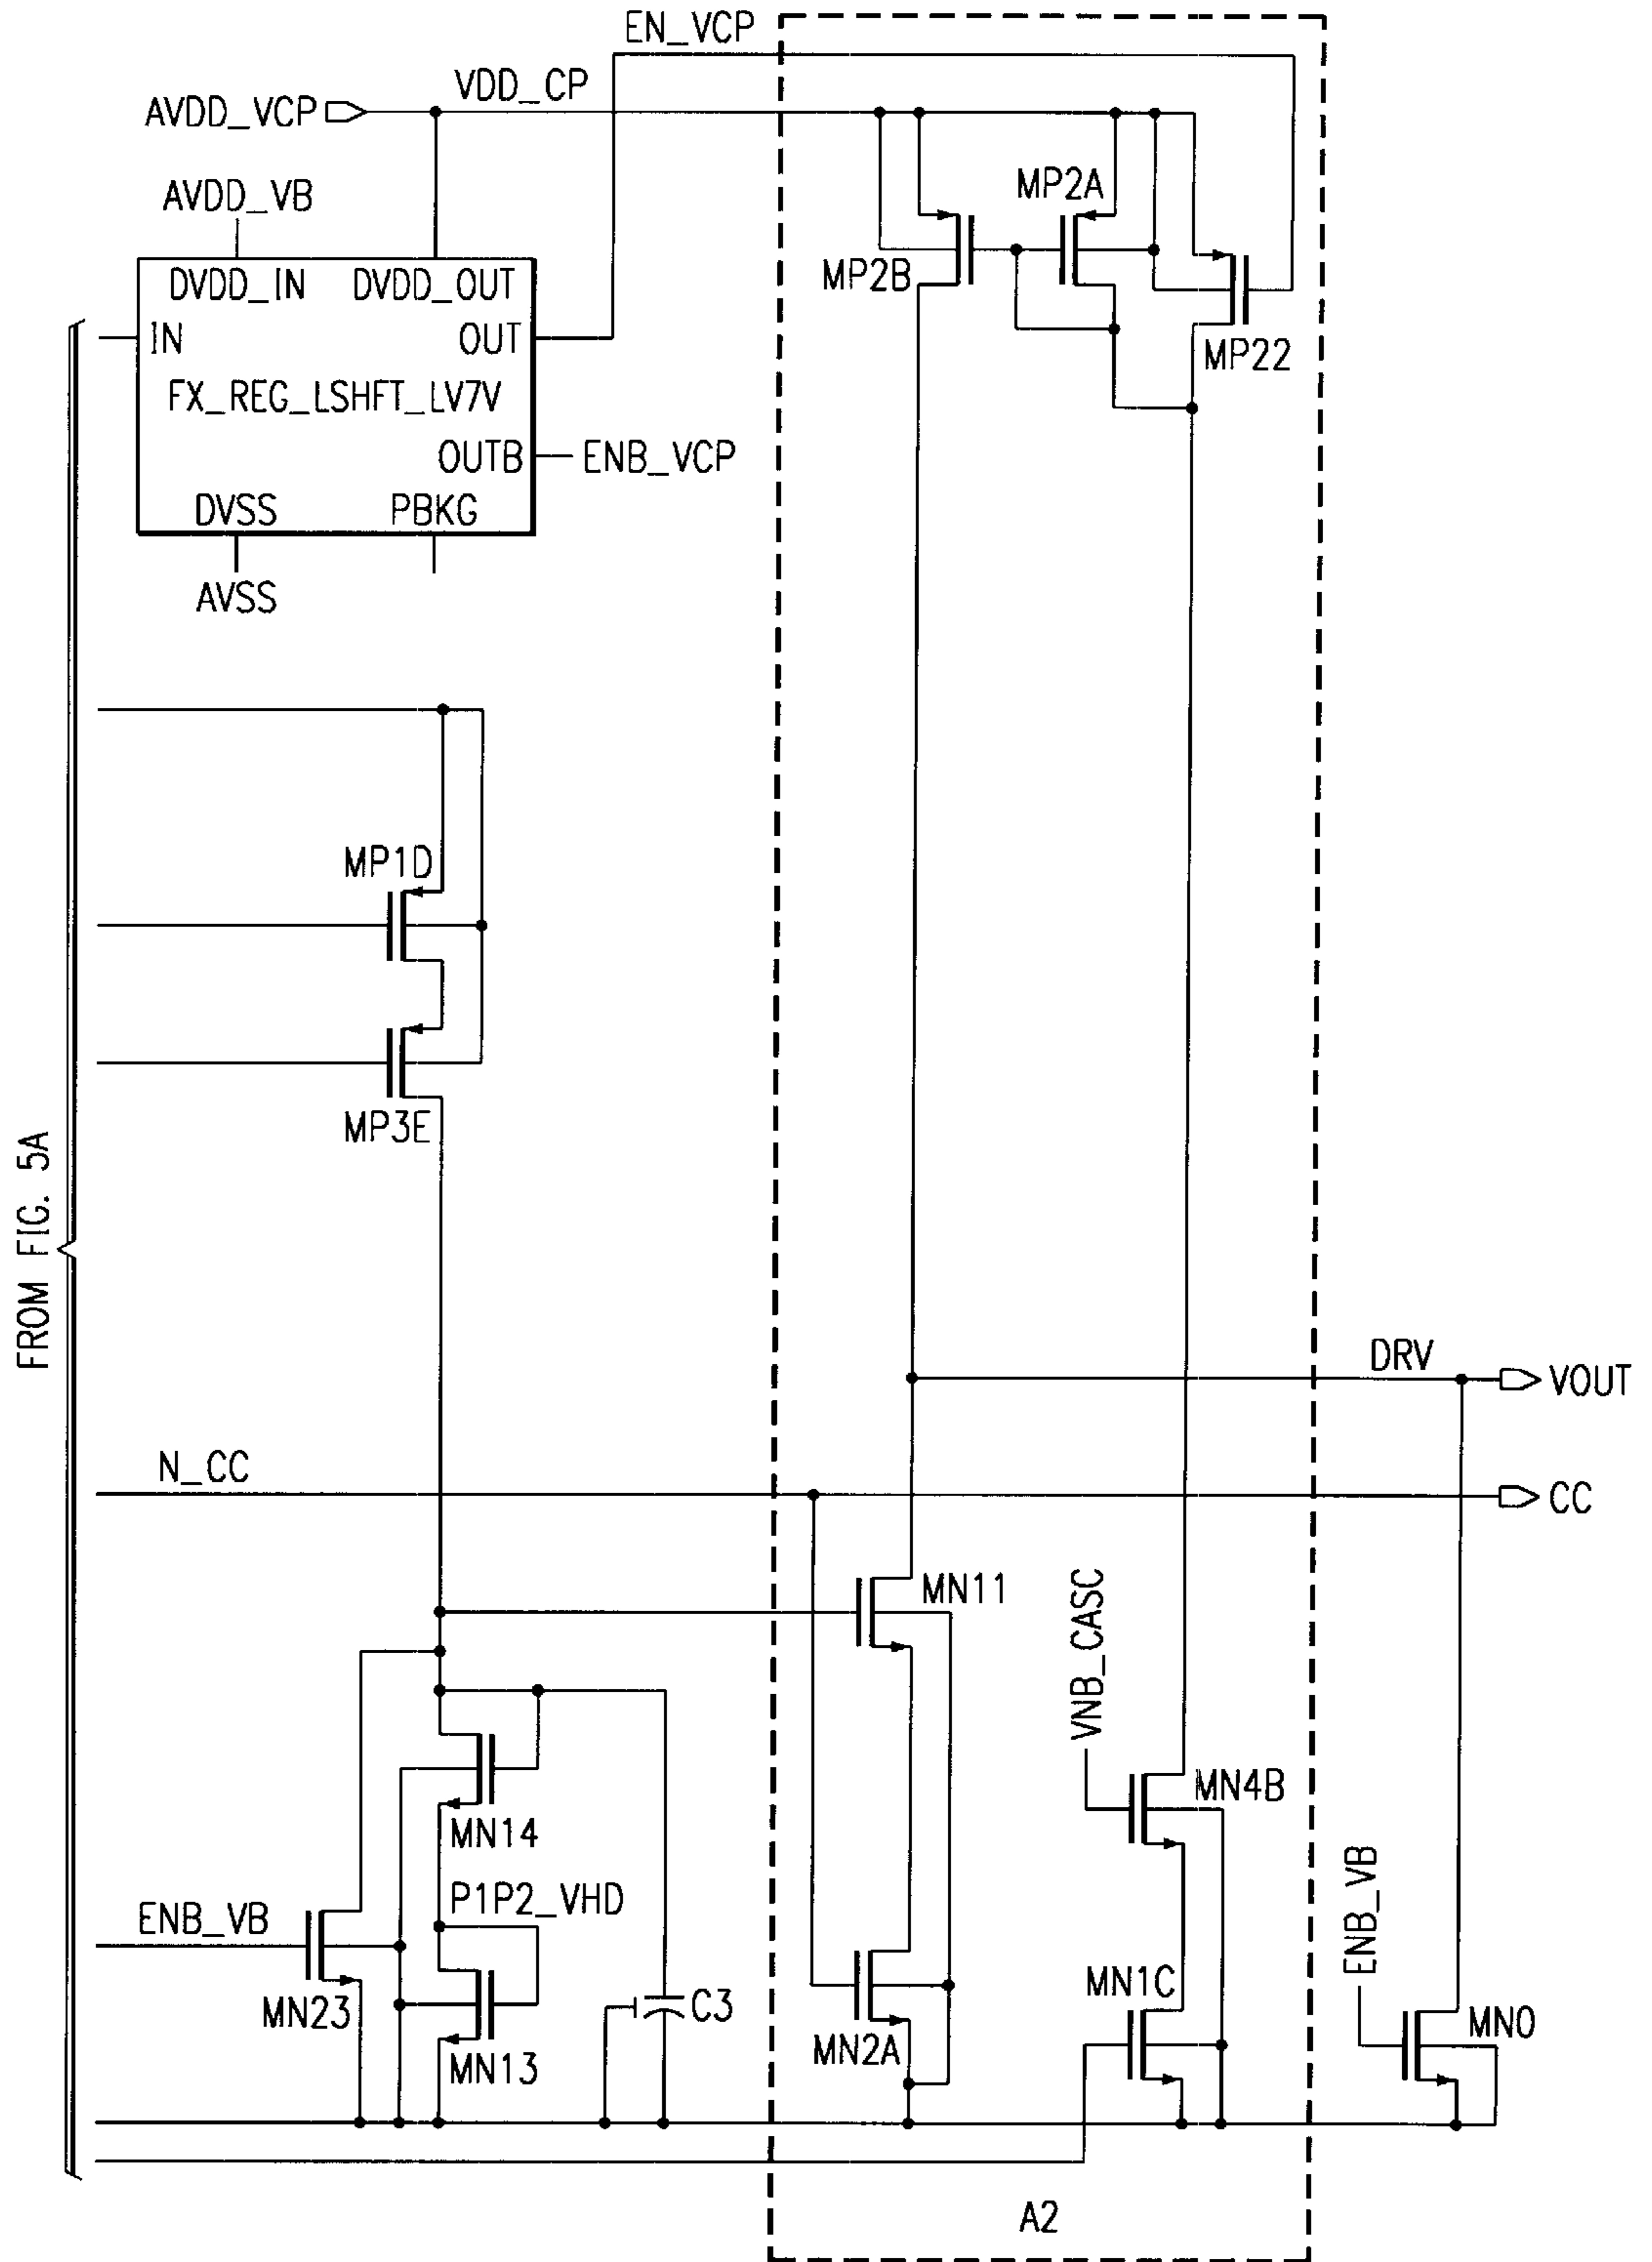 EN_VCP
VDD_CP
AVDD_VCP
AVDD_VB
MP2A
DVDD_IN DVDD_OUT
MP2B
IN OUT
MP22
FX_REG_LSHFT_LV7V
OUTB ENB_VCP
DVSS PBKG
AVSS
MP1D
MP3E
FROM FIG. 5A
DRV
VOUT
N_CC
CC
MN11
VNB_CASC
MN4B
MN14
P1P2_VHD
ENB_VB
ENB_VB
MN23
C3
MN1C
MN0
MN2A
MN13
A2